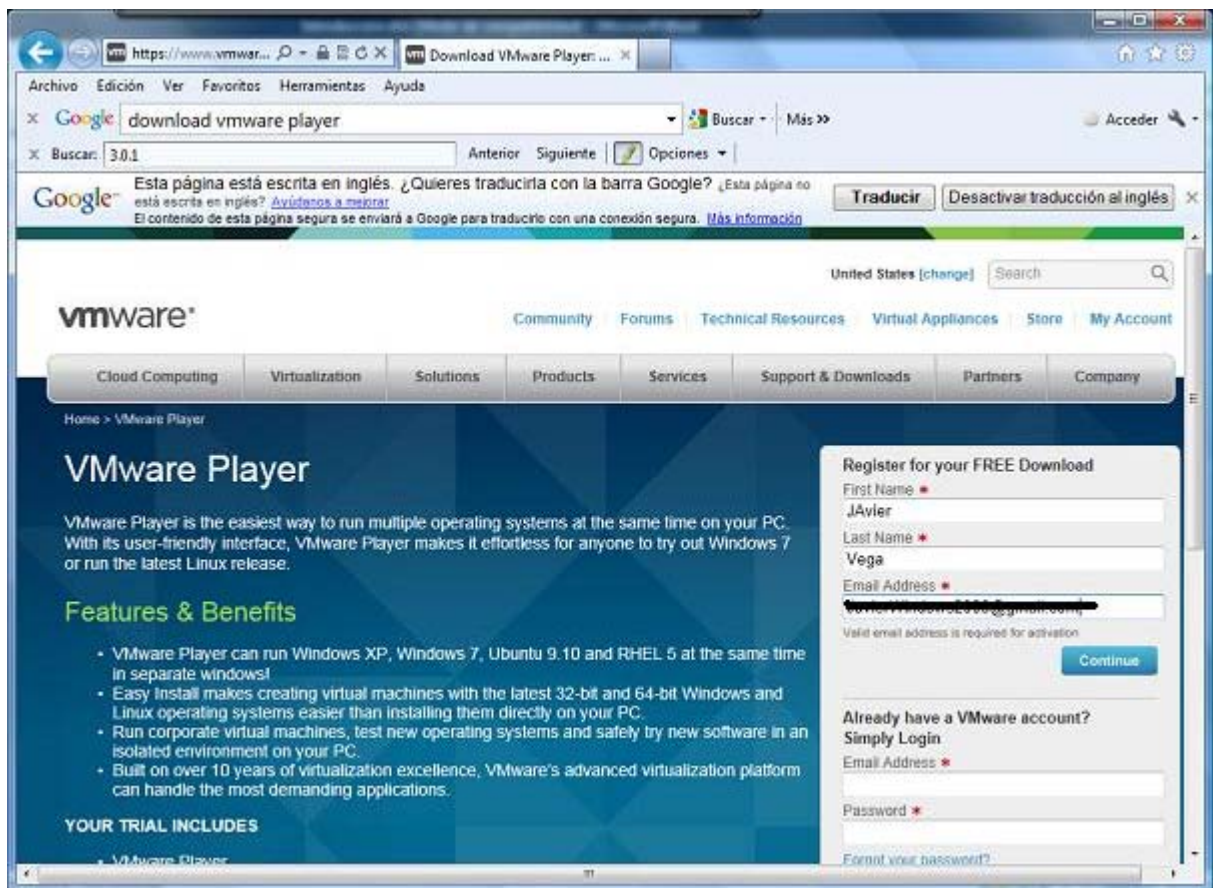 https://www.vmwar...
Download VMware Player: ...
Archivo Edición Ver Favoritos Herramientas Ayuda
x Google download vmware player Buscar Más >> Acceder
x Buscar: 3.0.1 Anterior Siguiente Opciones
Google Esta página está escrita en inglés. ¿Quieres traducirla con la barra Google? ¿Esta página no
está escrita en inglés? Ayúdanos a mejorar
El contenido de esta página segura se enviará a Google para traducirlo con una conexión segura. Más información
Traducir Desactivar traducción al inglés
United States [change] Search
vmware
Community Forums Technical Resources Virtual Appliances Store My Account
Cloud Computing Virtualization Solutions Products Services Support & Downloads Partners Company
Home > VMware Player
VMware Player
VMware Player is the easiest way to run multiple operating systems at the same time on your PC.
With its user-friendly interface, VMware Player makes it effortless for anyone to try out Windows 7
or run the latest Linux release.
Features & Benefits
• VMware Player can run Windows XP, Windows 7, Ubuntu 9.10 and RHEL 5 at the same time
in separate windows!
• Easy Install makes creating virtual machines with the latest 32-bit and 64-bit Windows and
Linux operating systems easier than installing them directly on your PC.
• Run corporate virtual machines, test new operating systems and safely try new software in an
isolated environment on your PC.
• Built on over 10 years of virtualization excellence, VMware's advanced virtualization platform
can handle the most demanding applications.
YOUR TRIAL INCLUDES
• VMware Player
Register for your FREE Download
First Name *
JAvier
Last Name *
Vega
Email Address *
Valid email address is required for activation
Continue
Already have a VMware account?
Simply Login
Email Address *
Password *
Forgot your password?